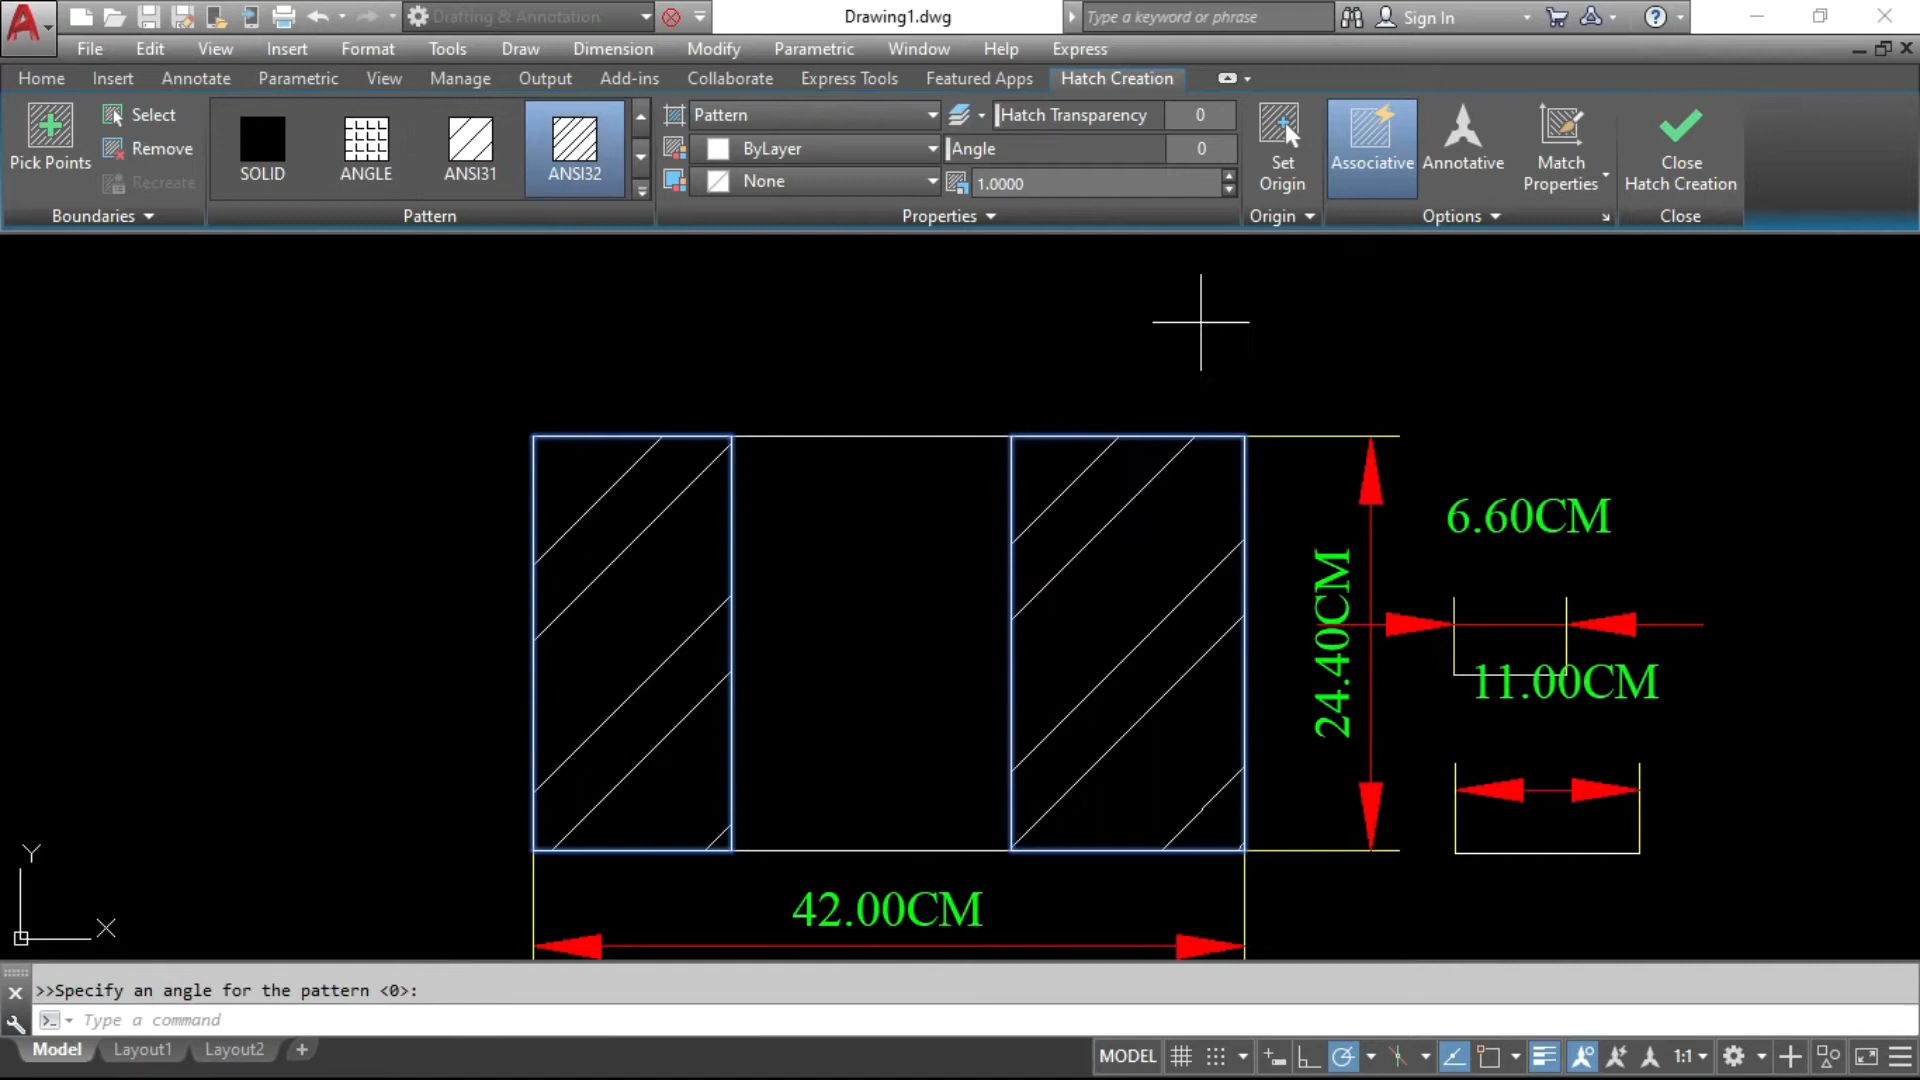 Drafting & Annotation
Drawing1.dwg
Type a keyword or phrase
Sign In
File Edit View Insert Format Tools Draw Dimension Modify Parametric Window Help Express
Home Insert Annotate Parametric View Manage Output Add-ins Collaborate Express Tools Featured Apps Hatch Creation
Pick Points
Select
Remove
Recreate
Boundaries
SOLID
ANGLE
ANSI31
ANSI32
Pattern
Pattern
ByLayer
None
Hatch Transparency 0
Angle 0
1.0000
Properties
Set
Origin
Origin
Associative
Annotative
Match
Properties
Options
Close
Hatch Creation
Close
6.60CM
24.40CM
11.00CM
42.00CM
Y
X
>>Specify an angle for the pattern <0>:
Type a command
Model Layout1 Layout2
MODEL
1:1